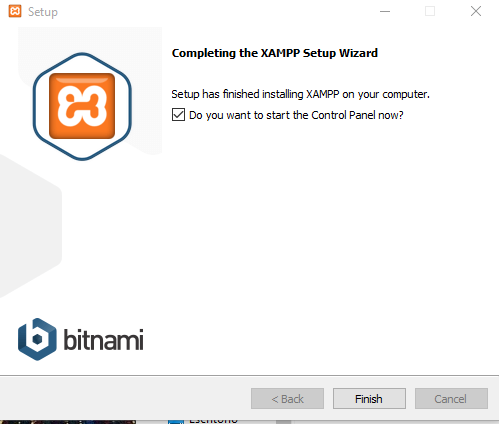 Setup
Completing the XAMPP Setup Wizard
Setup has finished installing XAMPP on your computer.
Do you want to start the Control Panel now?
bitnami
< Back
Finish
Cancel
Escritorio